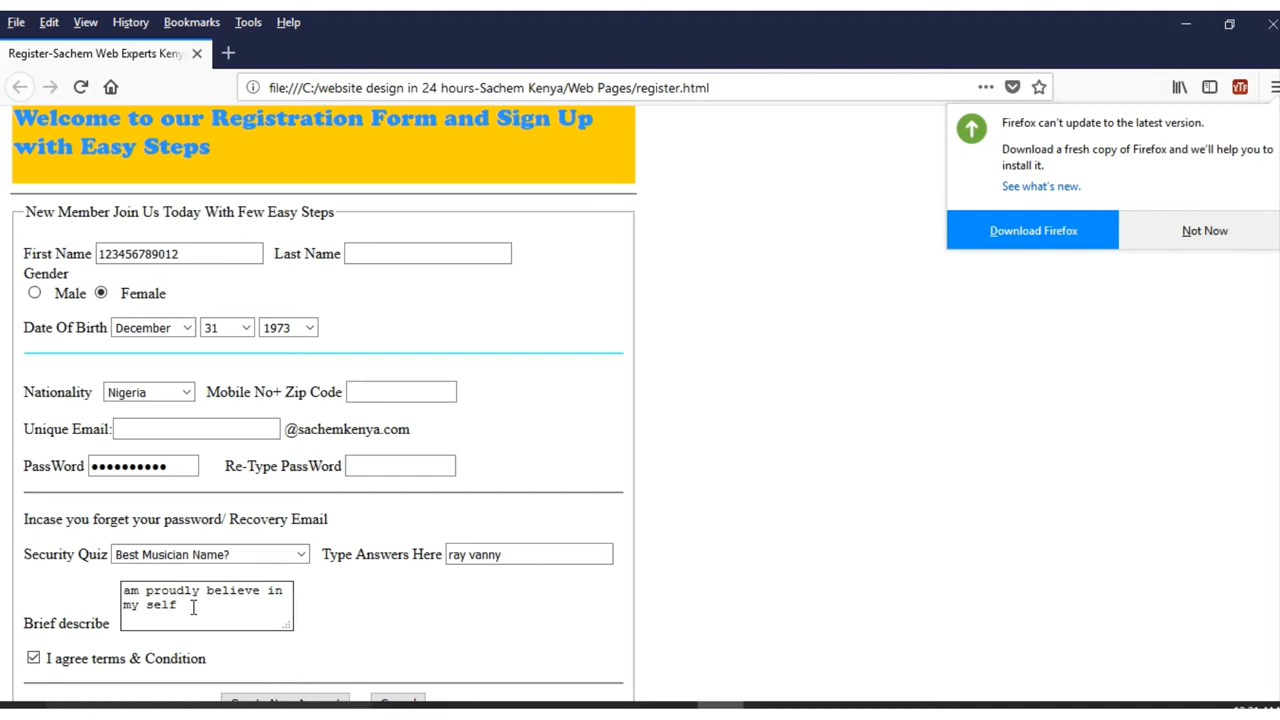 File Edit View History Bookmarks Tools Help
Register-Sachem Web Experts Keny
file:///C:/website design in 24 hours-Sachem Kenya/Web Pages/register.html
Firefox can't update to the latest version.
Download a fresh copy of Firefox and we'll help you to
install it.
See what's new.
Download Firefox Not Now
Welcome to our Registration Form and Sign Up
with Easy Steps
New Member Join Us Today With Few Easy Steps
First Name 123456789012 Last Name
Gender
Male Female
Date Of Birth December 31 1973
Nationality Nigeria Mobile No+ Zip Code
Unique Email: @sachemkenya.com
PassWord Re-Type PassWord
Incase you forget your password/ Recovery Email
Security Quiz Best Musician Name? Type Answers Here ray vanny
am proudly believe in
my self
Brief describe
I agree terms & Condition